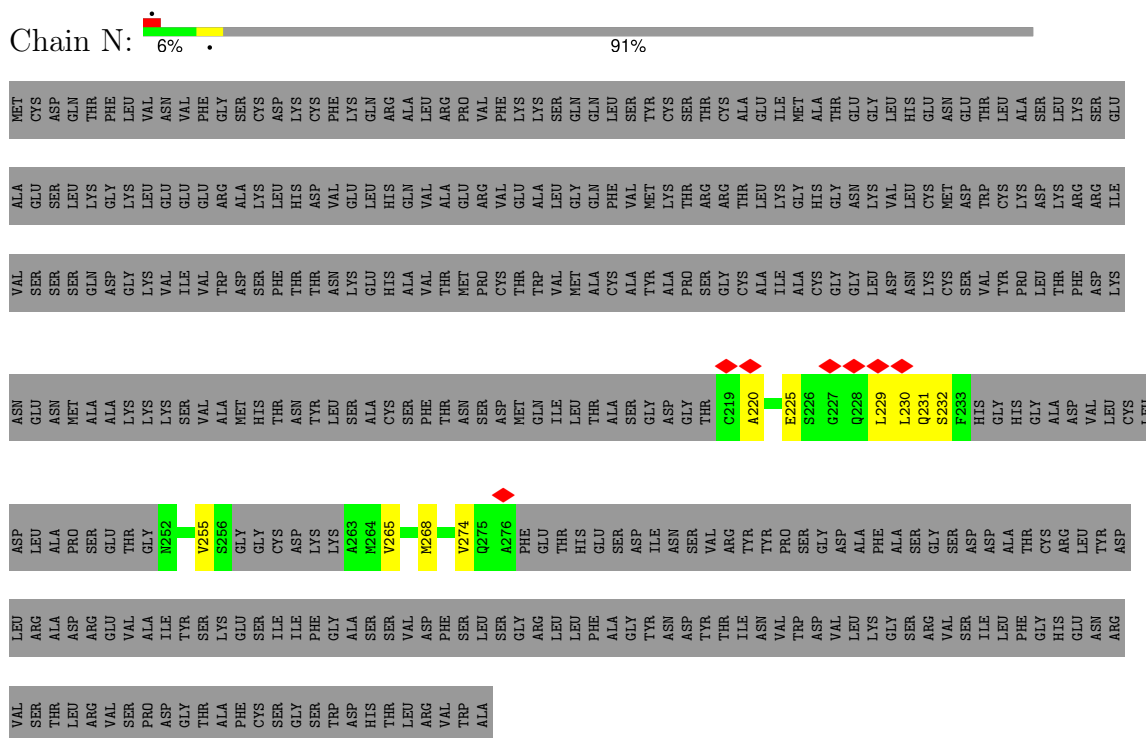 Chain N:
6% • 91%
MET CYS ASP GLN THR PHE LEU VAL ASN VAL PHE GLY SER CYS ASP LYS CYS PHE LYS GLN ARG ALA LEU ARG PRO VAL PHE LYS LYS SER GLN GLN LEU SER TYR CYS SER THR CYS ALA GLU ILE MET ALA THR GLU GLY LEU HIS GLU ASN GLU THR LEU ALA SER LEU LYS SER GLU
ALA GLU SER LEU LYS GLY LYS LEU GLU GLU GLU ARG ALA LYS LEU HIS ASP VAL GLU LEU HIS GLN VAL ALA GLU ARG VAL GLU ALA LEU GLY GLN PHE VAL MET LYS THR ARG ARG THR LEU LYS GLY HIS GLY ASN LYS VAL LEU CYS MET ASP TRP CYS LYS ASP LYS ARG ARG ILE
VAL SER SER SER GLN ASP GLY LYS VAL ILE VAL TRP ASP SER PHE THR THR ASN LYS GLU HIS ALA VAL THR MET PRO CYS THR TRP VAL MET ALA CYS ALA TYR ALA PRO SER GLY CYS ALA ILE ALA CYS GLY GLY LEU ASP ASN LYS CYS SER VAL TYR PRO LEU THR PHE ASP LYS
ASN GLU ASN MET ALA ALA LYS LYS LYS SER VAL ALA MET HIS THR ASN TYR LEU SER ALA CYS SER PHE THR ASN SER ASP MET GLN ILE LEU THR ALA SER GLY ASP GLY THR C219 A220 E225 S226 G227 Q228 L229 L230 Q231 S232 F233 HIS GLY HIS GLY ALA ASP VAL LEU CYS LEU
ASP LEU ALA PRO SER GLU THR GLY N252 V255 S256 GLY GLY CYS ASP LYS LYS A263 M264 V265 M268 V274 Q275 A276 PHE GLU THR HIS GLU SER ASP ILE ASN SER VAL ARG TYR TYR PRO SER GLY ASP ALA PHE ALA SER GLY SER ASP ASP ALA THR CYS ARG LEU TYR ASP
LEU ARG ALA ASP ARG GLU VAL ALA ILE TYR SER LYS GLU SER ILE ILE PHE GLY ALA SER SER VAL ASP PHE SER LEU SER GLY ARG LEU LEU PHE ALA GLY TYR ASN ASP TYR THR ILE ASN VAL TRP ASP VAL LEU LYS GLY SER ARG VAL SER ILE LEU PHE GLY HIS GLU ASN ARG
VAL SER THR LEU ARG VAL SER PRO ASP GLY THR ALA PHE CYS SER GLY SER TRP ASP HIS THR LEU ARG VAL TRP ALA